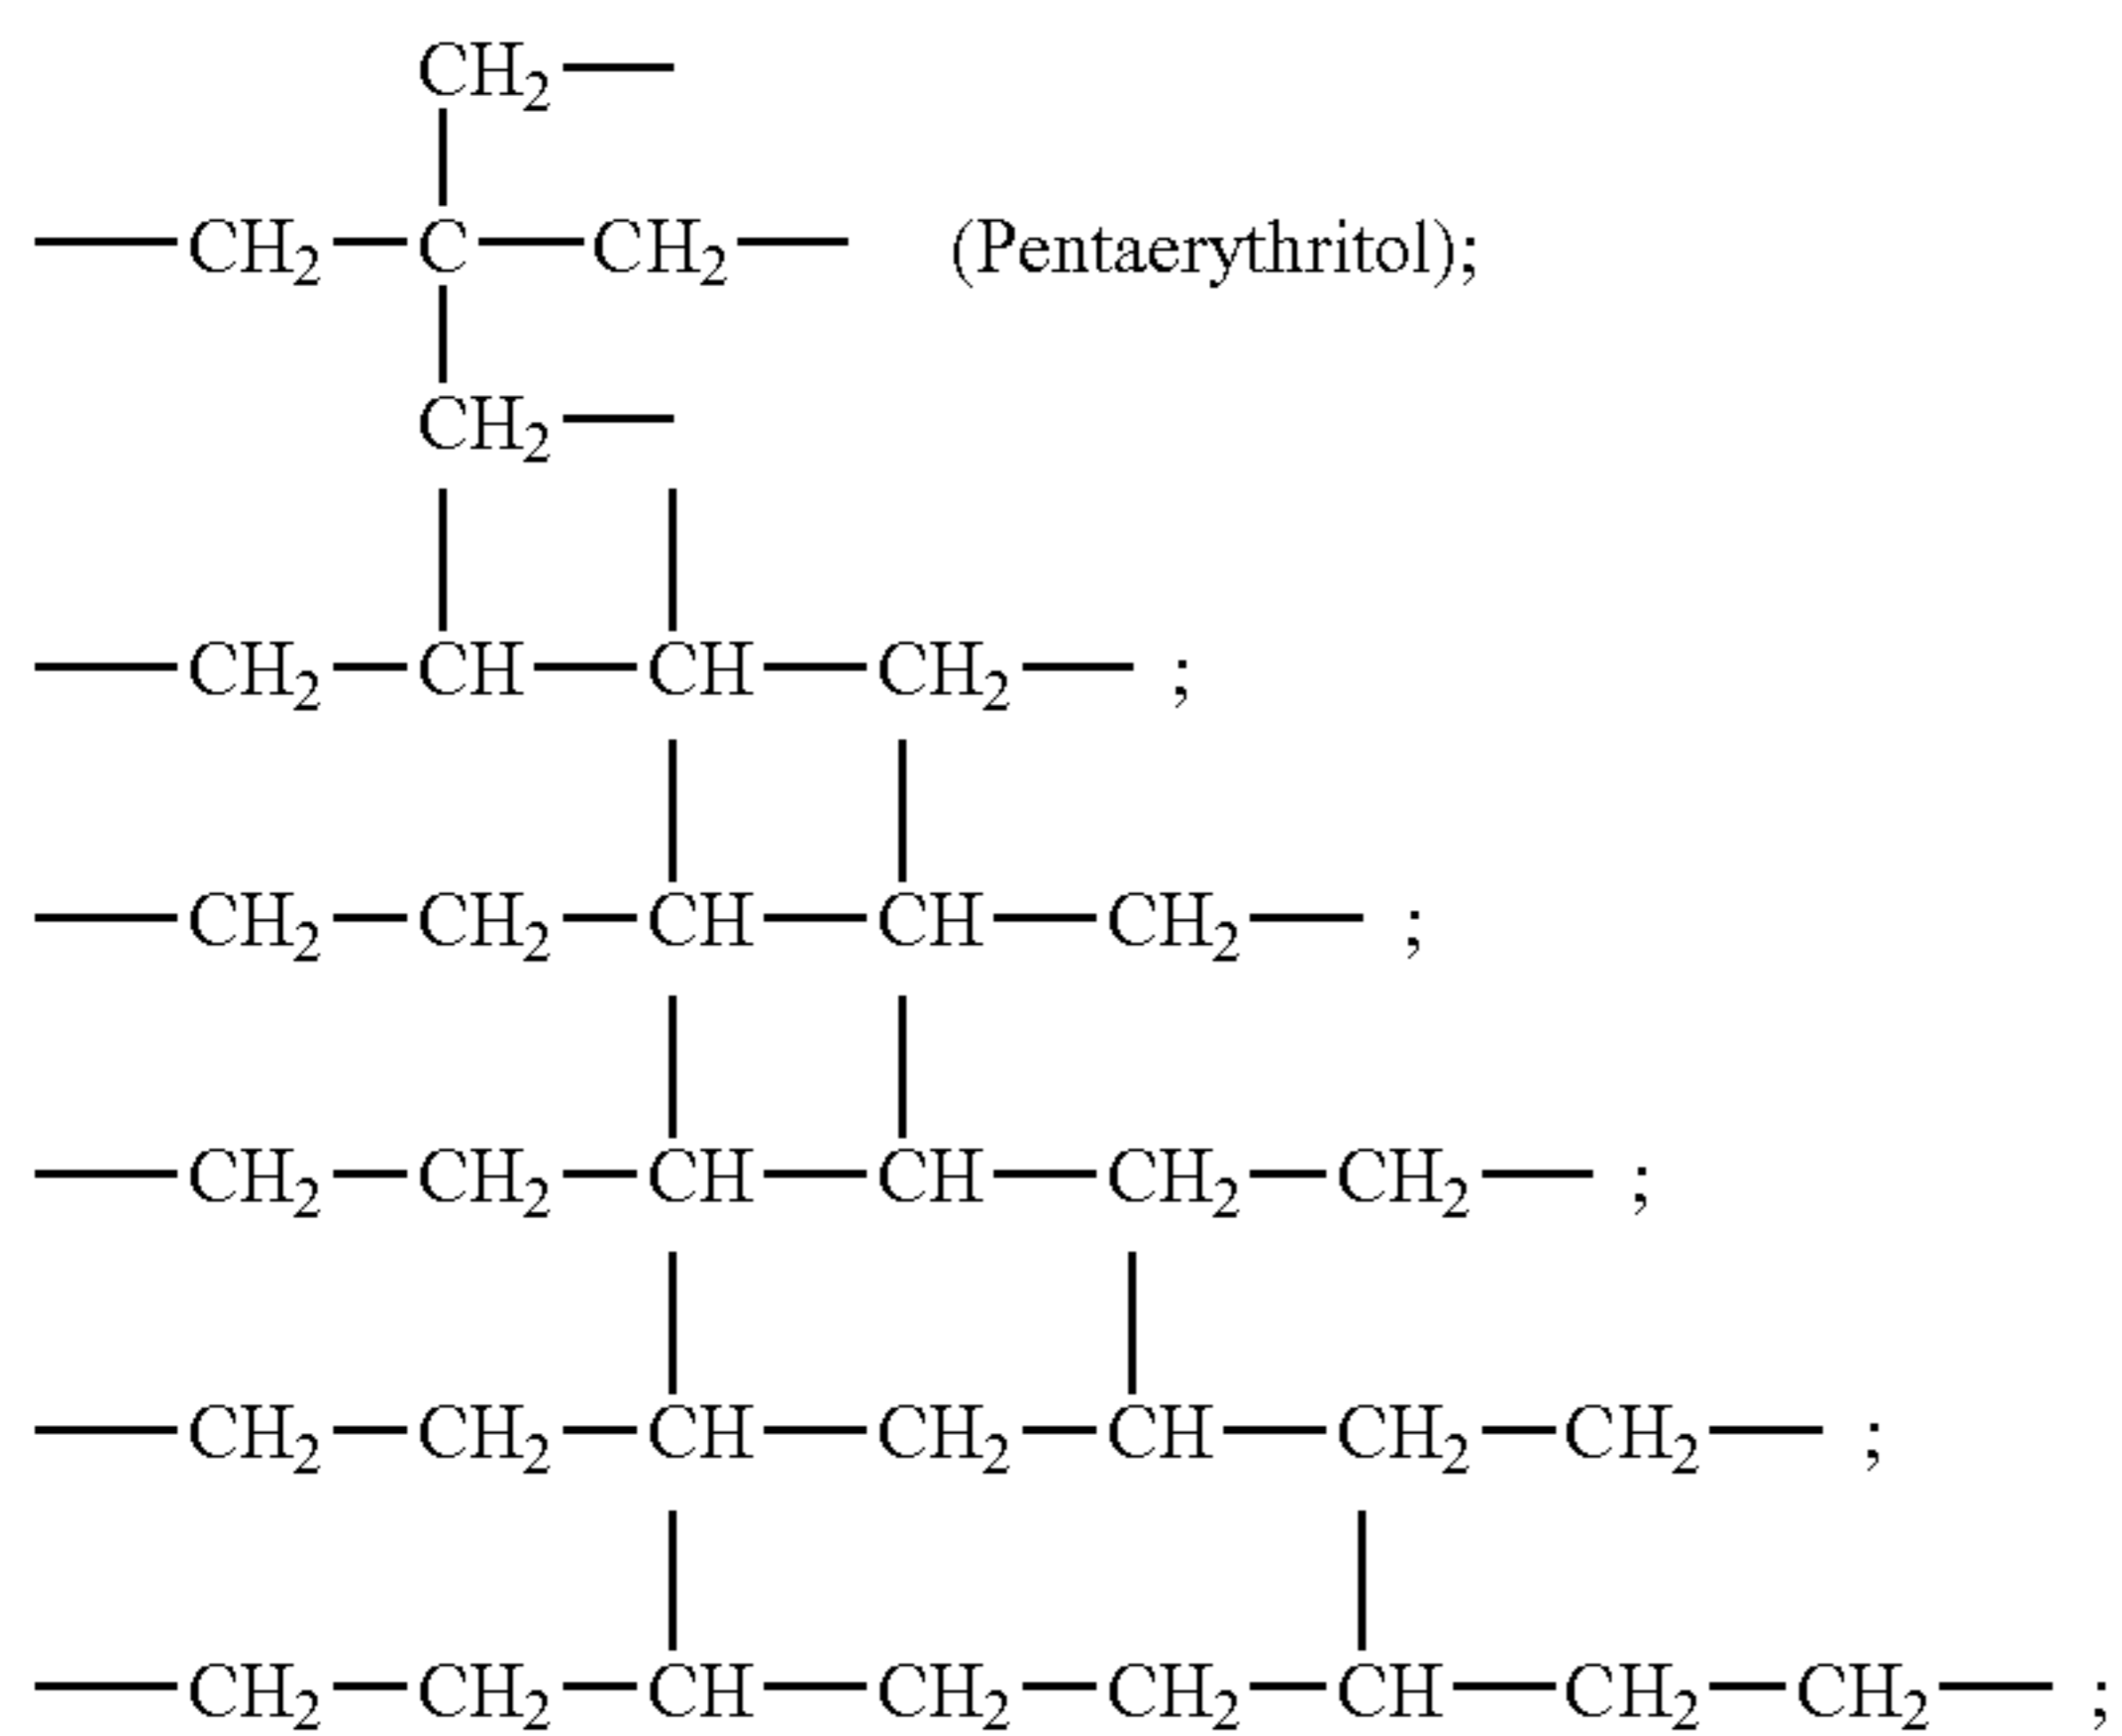 CH₂—
—CH₂—C—CH₂— (Pentaerythritol);
CH₂—
—CH₂—CH—CH—CH₂— ;
—CH₂—CH₂—CH—CH—CH₂— ;
—CH₂—CH₂—CH—CH—CH₂—CH₂— ;
—CH₂—CH₂—CH—CH₂—CH—CH₂—CH₂— ;
—CH₂—CH₂—CH—CH₂—CH₂—CH—CH₂—CH₂— ;